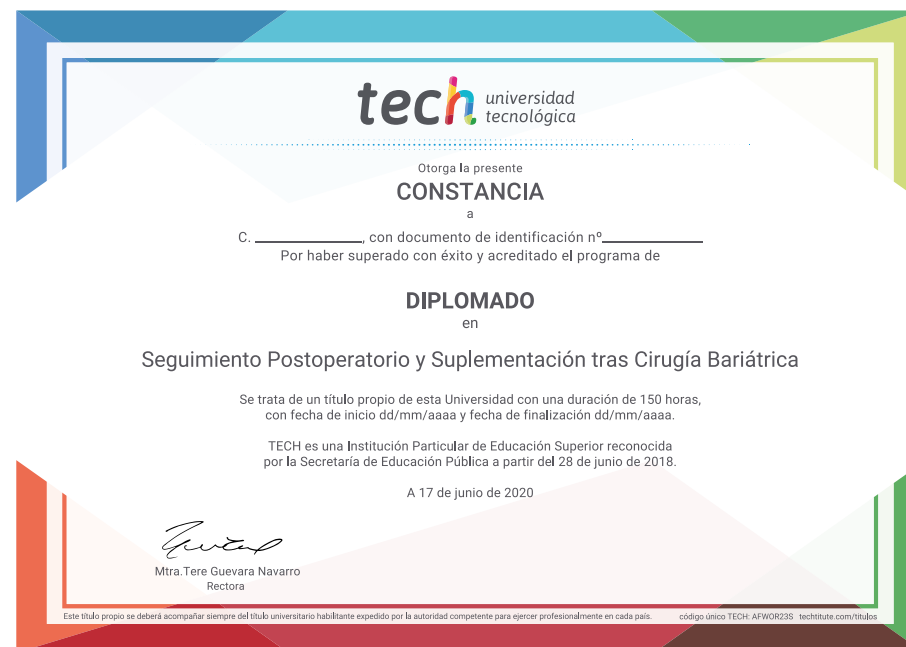 tech universidad
tecnológica
Otorga la presente
CONSTANCIA
a
C. ____________, con documento de identificación nº____________
Por haber superado con éxito y acreditado el programa de
DIPLOMADO
en
Seguimiento Postoperatorio y Suplementación tras Cirugía Bariátrica
Se trata de un título propio de esta Universidad con una duración de 150 horas,
con fecha de inicio dd/mm/aaaa y fecha de finalización dd/mm/aaaa.
TECH es una Institución Particular de Educación Superior reconocida
por la Secretaría de Educación Pública a partir del 28 de junio de 2018.
A 17 de junio de 2020
Mtra.Tere Guevara Navarro
Rectora
Este título propio se deberá acompañar siempre del título universitario habilitante expedido por la autoridad competente para ejercer profesionalmente en cada país. código único TECH: AFWOR23S techtitute.com/titulos